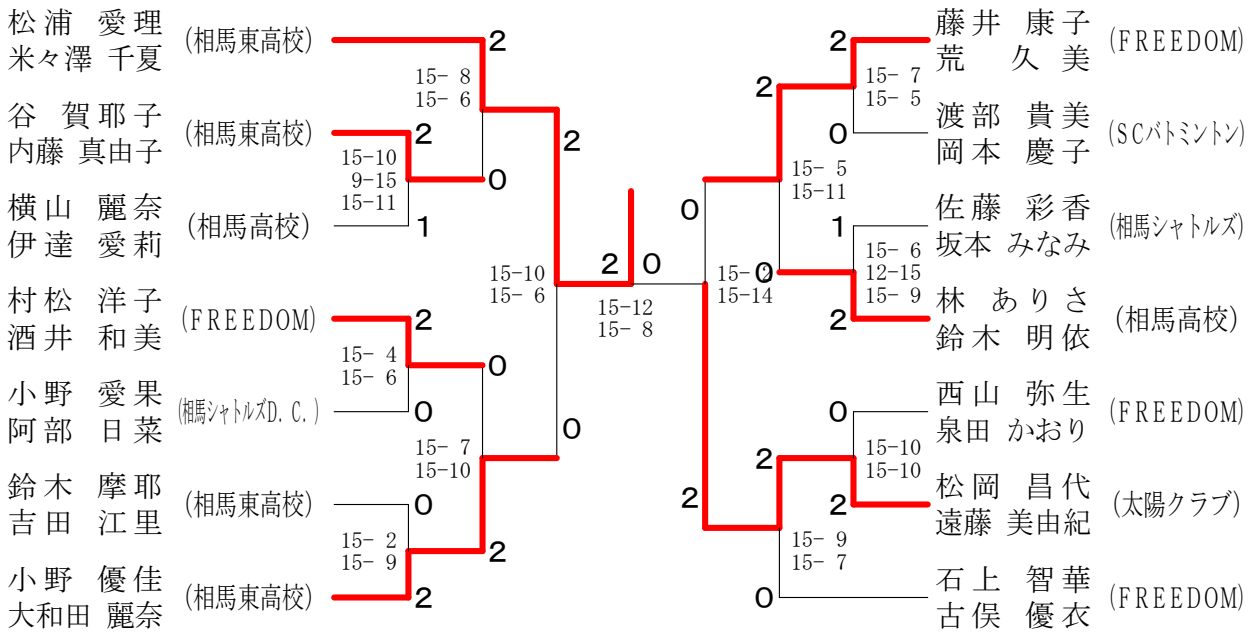 松浦 愛理
米々澤 千夏
(相馬東高校)
2
15- 8
15- 6
谷 賀耶子
内藤 真由子
(相馬東高校)
2
15-10
9-15
15-11
0
2
横山 麗奈
伊達 愛莉
(相馬高校)
1
15-10
15- 6
村松 洋子
酒井 和美
(FREEDOM)
2
15- 4
15- 6
0
小野 愛果
阿部 日菜
(相馬シャトルズD.C.)
0
15- 7
15-10
0
鈴木 摩耶
吉田 江里
(相馬東高校)
0
15- 2
15- 9
2
小野 優佳
大和田 麗奈
(相馬東高校)
2
2
0
15-12
15- 8
藤井 康子
荒 久美
(FREEDOM)
2
15- 7
15- 5
2
渡部 貴美
岡本 慶子
(SCバトミントン)
0
15- 5
15-11
0
佐藤 彩香
坂本 みなみ
(相馬シャトルズ)
1
15- 6
12-15
15- 9
0
15- 2
15-14
林 ありさ
鈴木 明依
(相馬高校)
2
西山 弥生
泉田 かおり
(FREEDOM)
0
15-10
15-10
2
松岡 昌代
遠藤 美由紀
(太陽クラブ)
2
2
15- 9
15- 7
石上 智華
古俣 優衣
(FREEDOM)
0